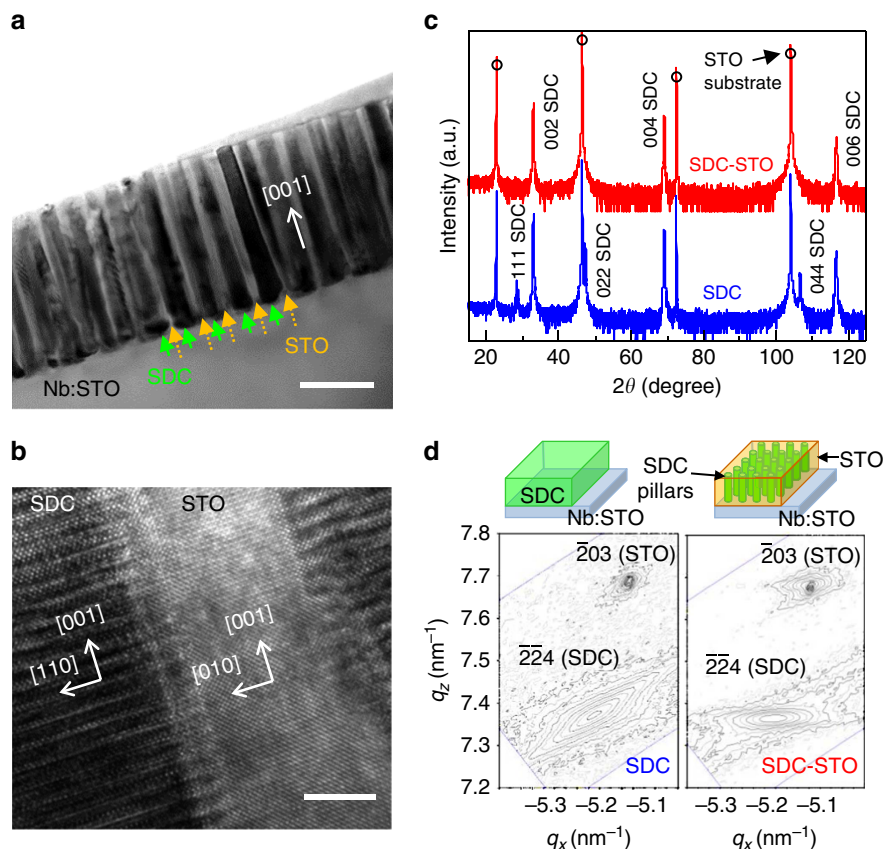 a
[001]
STO
SDC
Nb:STO
b
SDC
STO
[001]
[001]
[110]
[010]
c
Intensity (a.u.)
STO
substrate
002 SDC
004 SDC
006 SDC
SDC-STO
111 SDC
022 SDC
044 SDC
SDC
20 40 60 80 100 120
2θ (degree)
d
SDC
Nb:STO
SDC
pillars
STO
Nb:STO
q_z (nm⁻¹)
7.8
7.7
7.6
7.5
7.4
7.3
7.2
2̅03 (STO)
2̅2̅4 (SDC)
SDC
−5.3 −5.2 −5.1
q_x (nm⁻¹)
2̅03 (STO)
2̅2̅4 (SDC)
SDC-STO
−5.3 −5.2 −5.1
q_x (nm⁻¹)